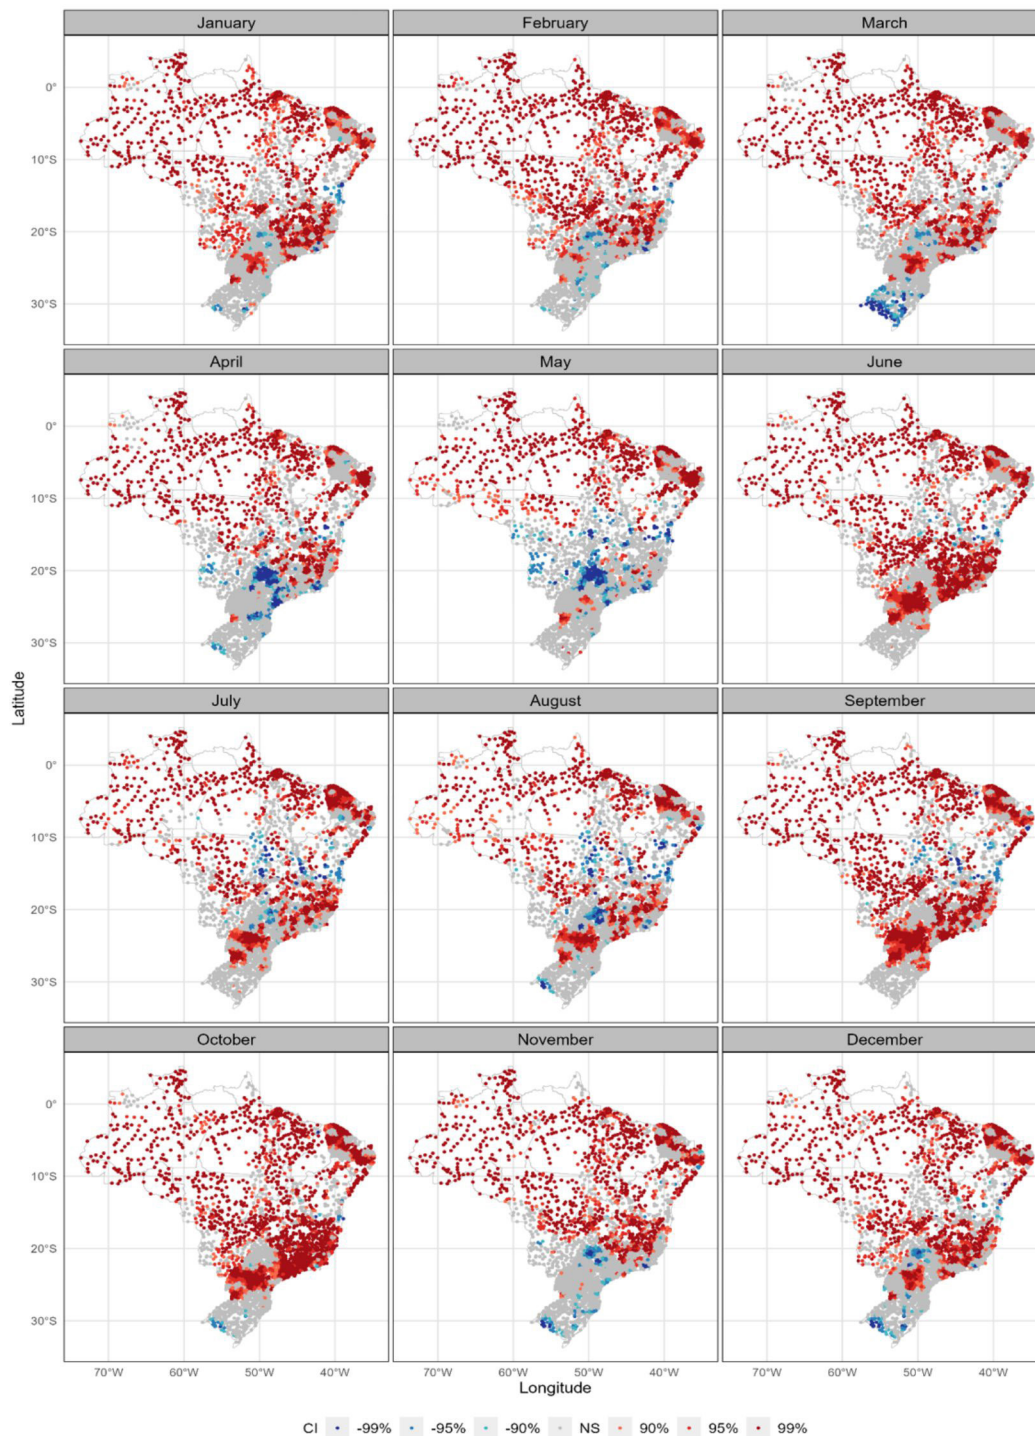 January February March
0°
10°S
20°S
30°S
April May June
0°
10°S
20°S
30°S
Latitude
July August September
0°
10°S
20°S
30°S
October November December
0°
10°S
20°S
30°S
70°W 60°W 50°W 40°W 70°W 60°W 50°W 40°W 70°W 60°W 50°W 40°W
Longitude
CI -99% -95% -90% NS 90% 95% 99%